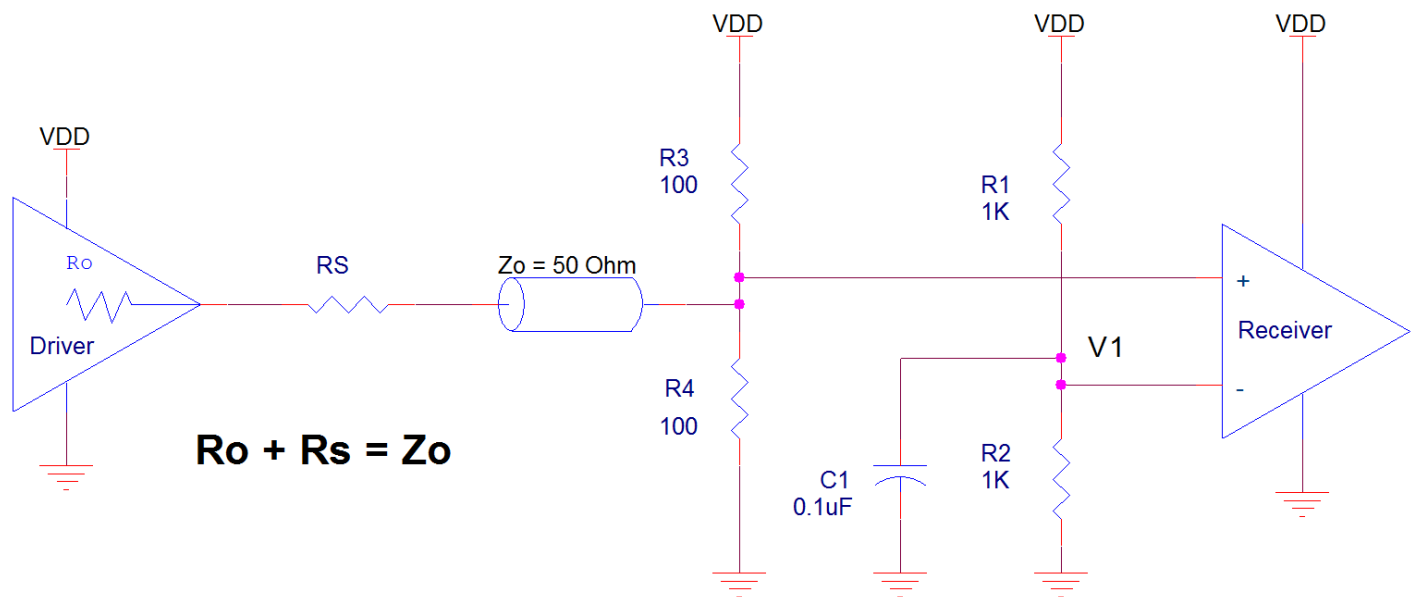 VDD
VDD
VDD
VDD
R3
100
R1
1K
Ro
RS
Zo = 50 Ohm
+
Driver
Receiver
V1
-
R4
100
Ro + Rs = Zo
R2
1K
C1
0.1uF